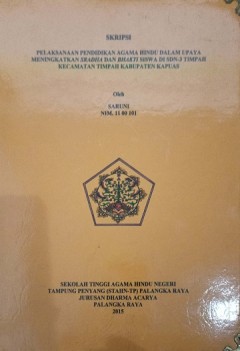 SKRIPSI
PELAKSANAAN PENDIDIKAN AGAMA HINDU DALAM UPAYA
MENINGKATKAN SRADHA DAN BHAKTI SISWA DI SDN-3 TIMPAH
KECAMATAN TIMPAH KABUPATEN KAPUAS
Oleh
SARUNI
NIM. 11 00 101
SEKOLAH TINGGI AGAMA HINDU NEGERI
TAMPUNG PENYANG (STAHN-TP) PALANGKA RAYA
JURUSAN DHARMA ACARYA
PALANGKA RAYA
2015